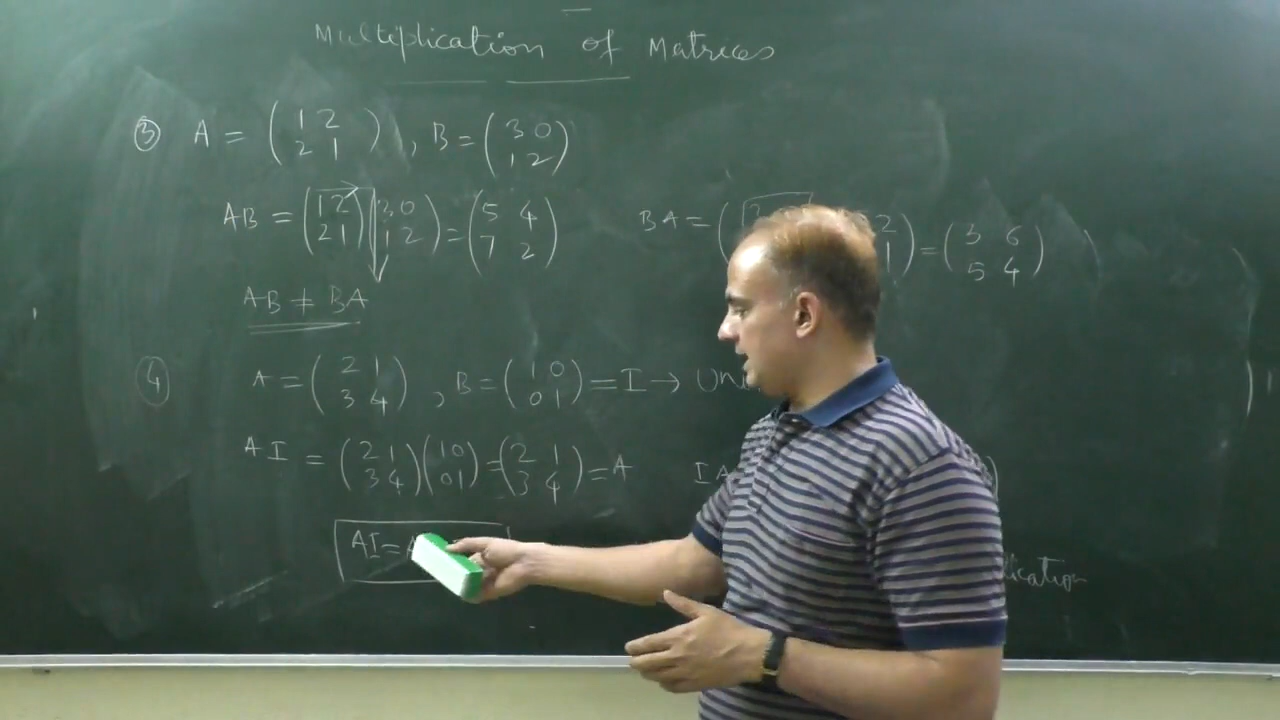 Multiplication of Matrices
③ A = (1 2 / 2 1), B = (3 0 / 1 2)
AB = (1 2 / 2 1)(3 0 / 1 2) = (5 4 / 7 2) BA = ( 2 / 1) = (3 6 / 5 4)
AB ≠ BA
④ A = (2 1 / 3 4), B = (1 0 / 0 1) = I → Un
AI = (2 1 / 3 4)(1 0 / 0 1) = (2 1 / 3 4) = A IA
AI =
lication